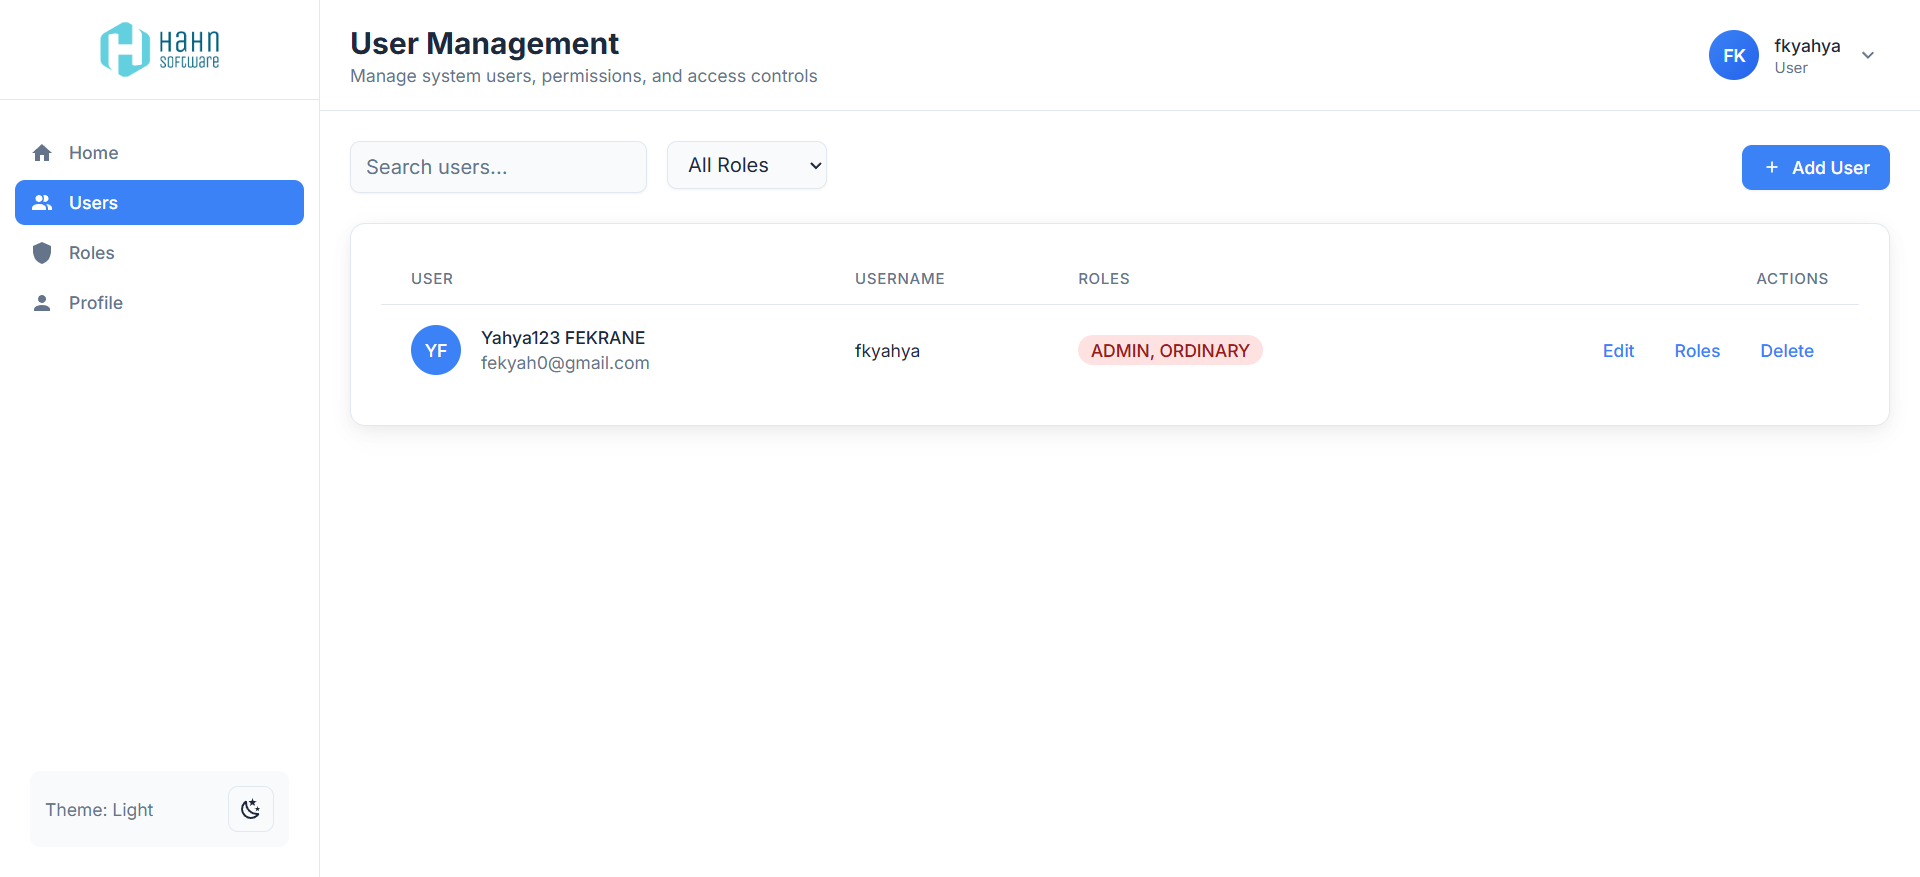 HAHN
SOFTWARE
Home
Users
Roles
Profile
Theme: Light
User Management
Manage system users, permissions, and access controls
FK
fkyahya
User
Search users...
All Roles
+ Add User
USER USERNAME ROLES ACTIONS
YF
Yahya123 FEKRANE
fekyah0@gmail.com
fkyahya
ADMIN, ORDINARY
Edit Roles Delete